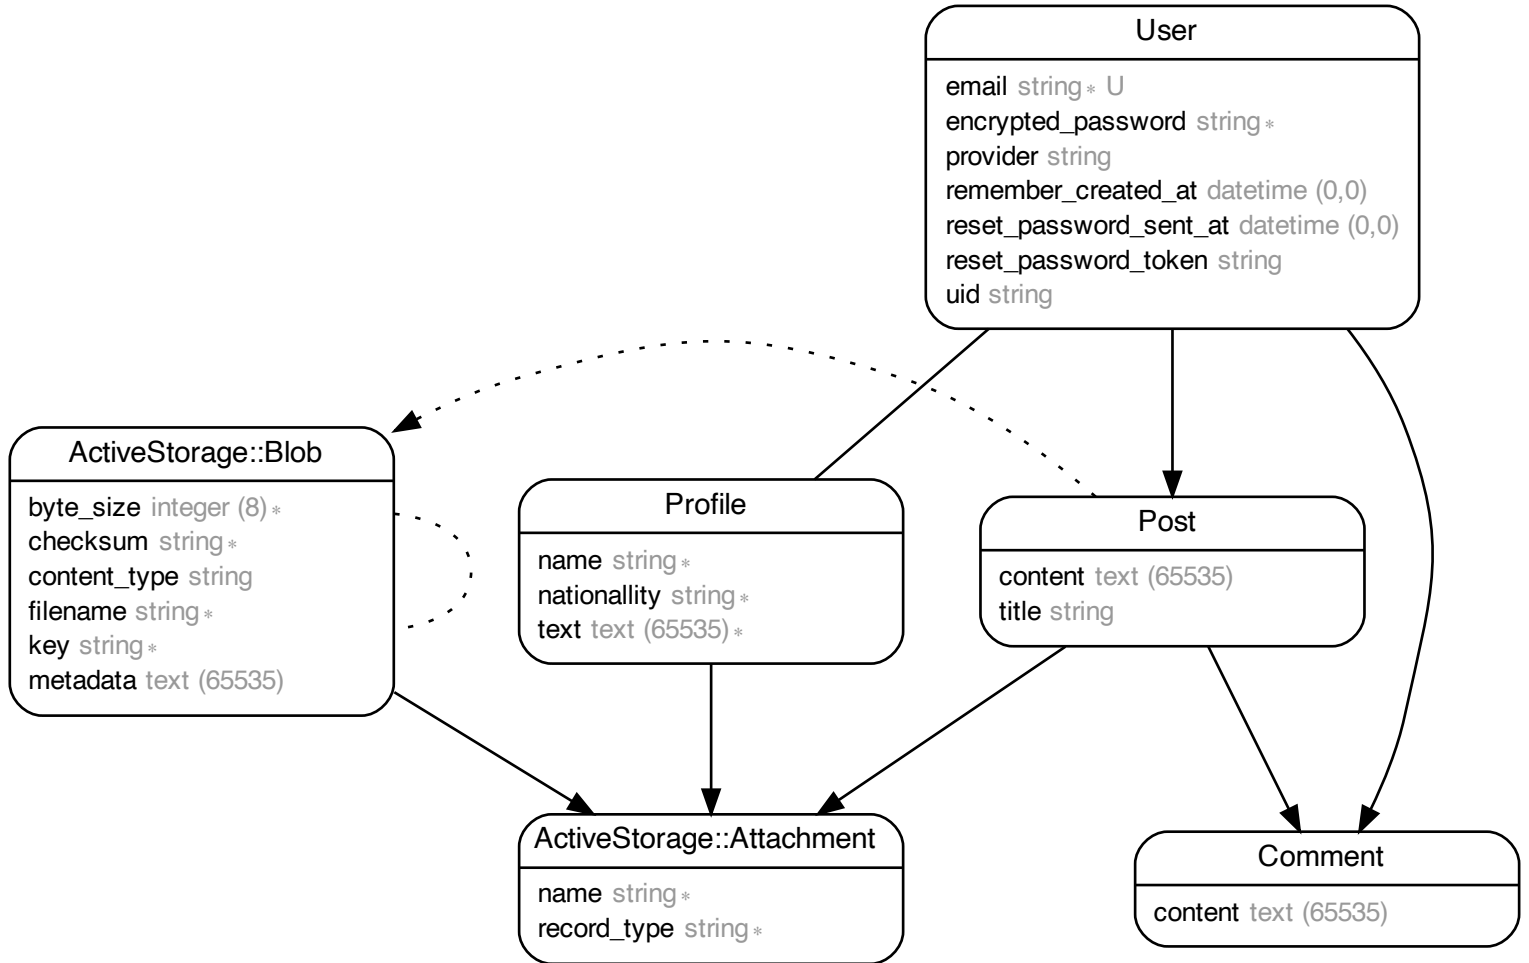 User
email string* U
encrypted_password string*
provider string
remember_created_at datetime (0,0)
reset_password_sent_at datetime (0,0)
reset_password_token string
uid string
ActiveStorage::Blob
byte_size integer (8)*
checksum string*
content_type string
filename string*
key string*
metadata text (65535)
Profile
name string*
nationallity string*
text text (65535)*
Post
content text (65535)
title string
ActiveStorage::Attachment
name string*
record_type string*
Comment
content text (65535)